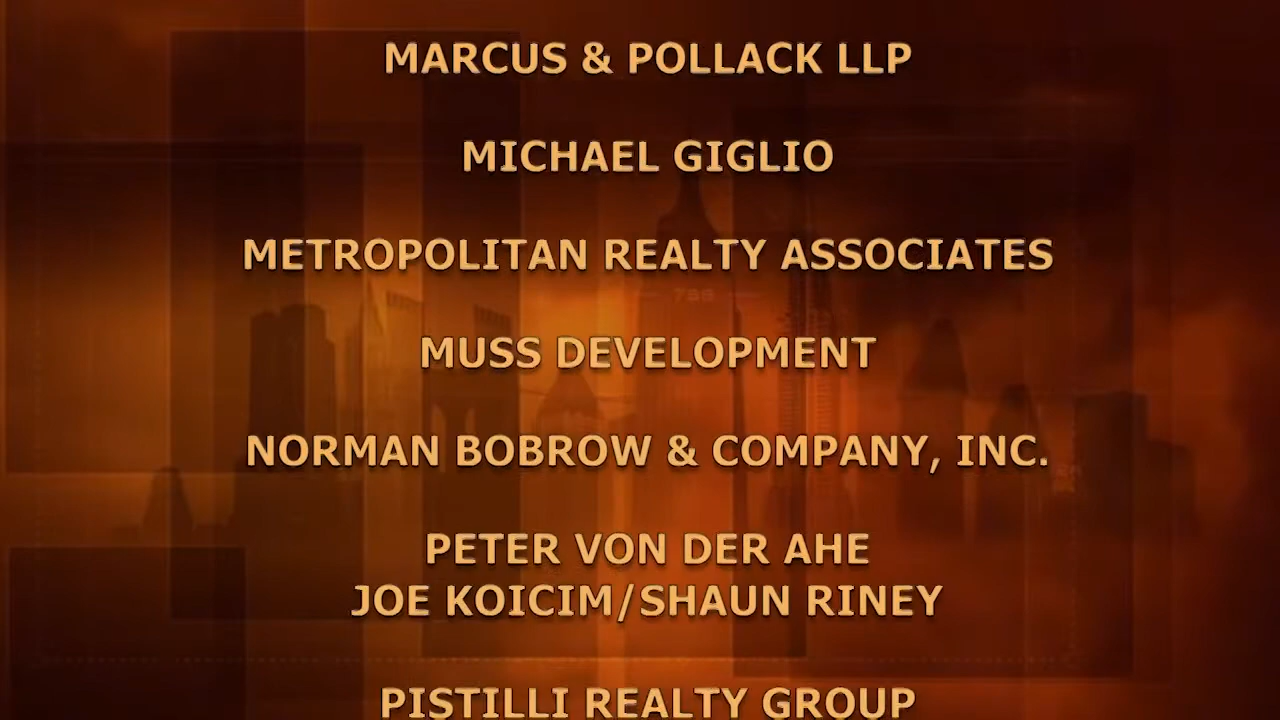 MARCUS & POLLACK LLP
MICHAEL GIGLIO
METROPOLITAN REALTY ASSOCIATES
MUSS DEVELOPMENT
NORMAN BOBROW & COMPANY, INC.
PETER VON DER AHE
JOE KOICIM/SHAUN RINEY
PISTILLI REALTY GROUP